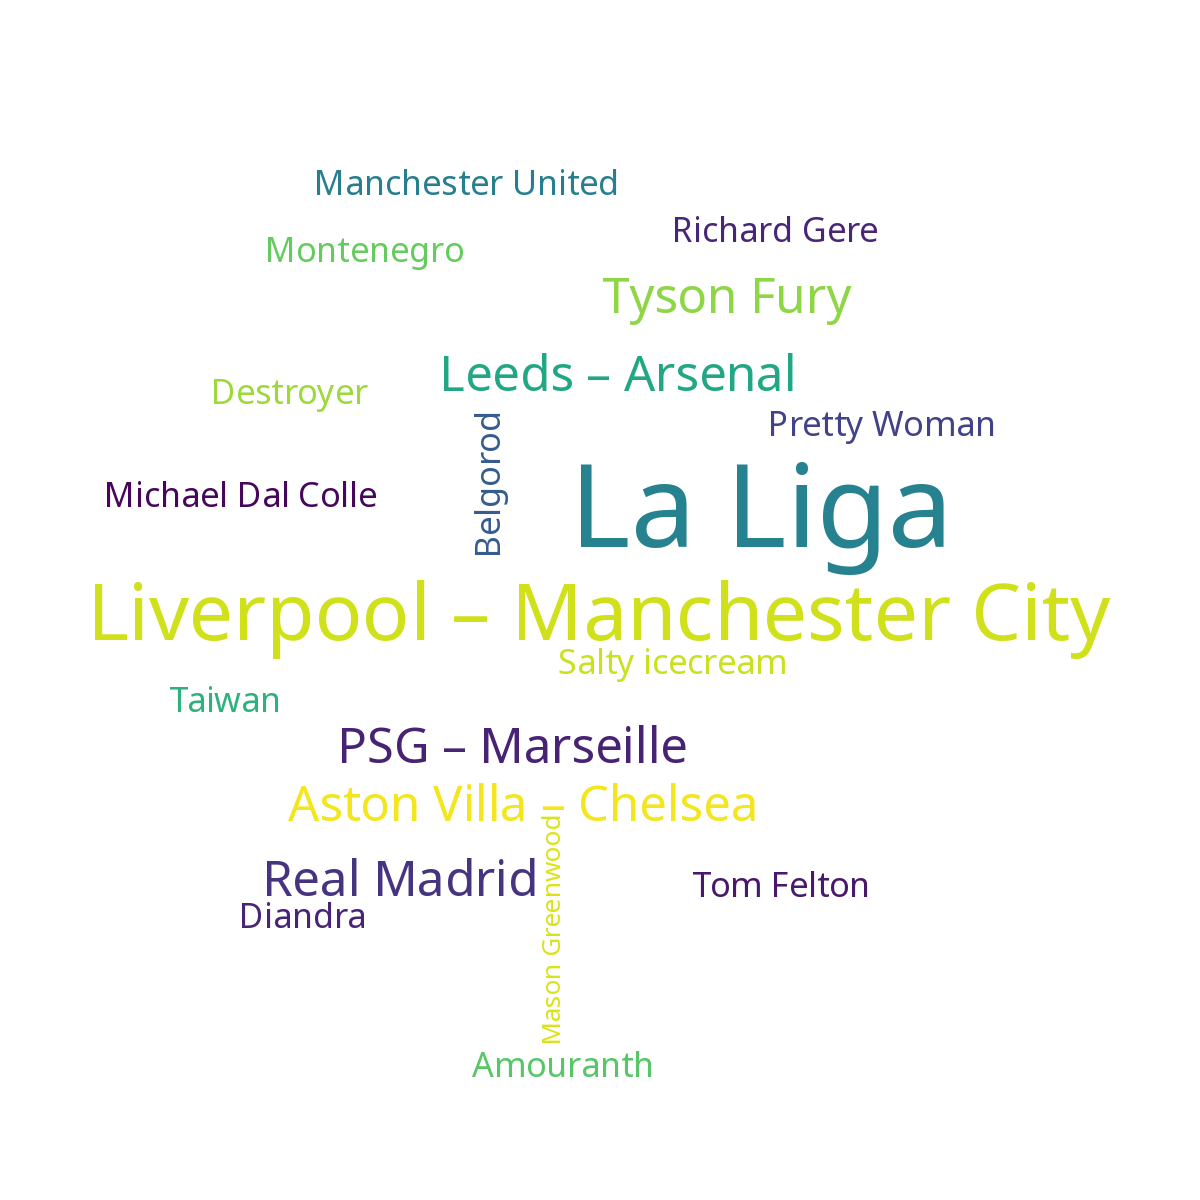 Manchester United
Richard Gere
Montenegro
Tyson Fury
Leeds – Arsenal
Destroyer
Pretty Woman
Belgorod
Michael Dal Colle
La Liga
Liverpool – Manchester City
Salty icecream
Taiwan
PSG – Marseille
Aston Villa – Chelsea
Real Madrid
Tom Felton
Diandra
Mason Greenwood
Amouranth